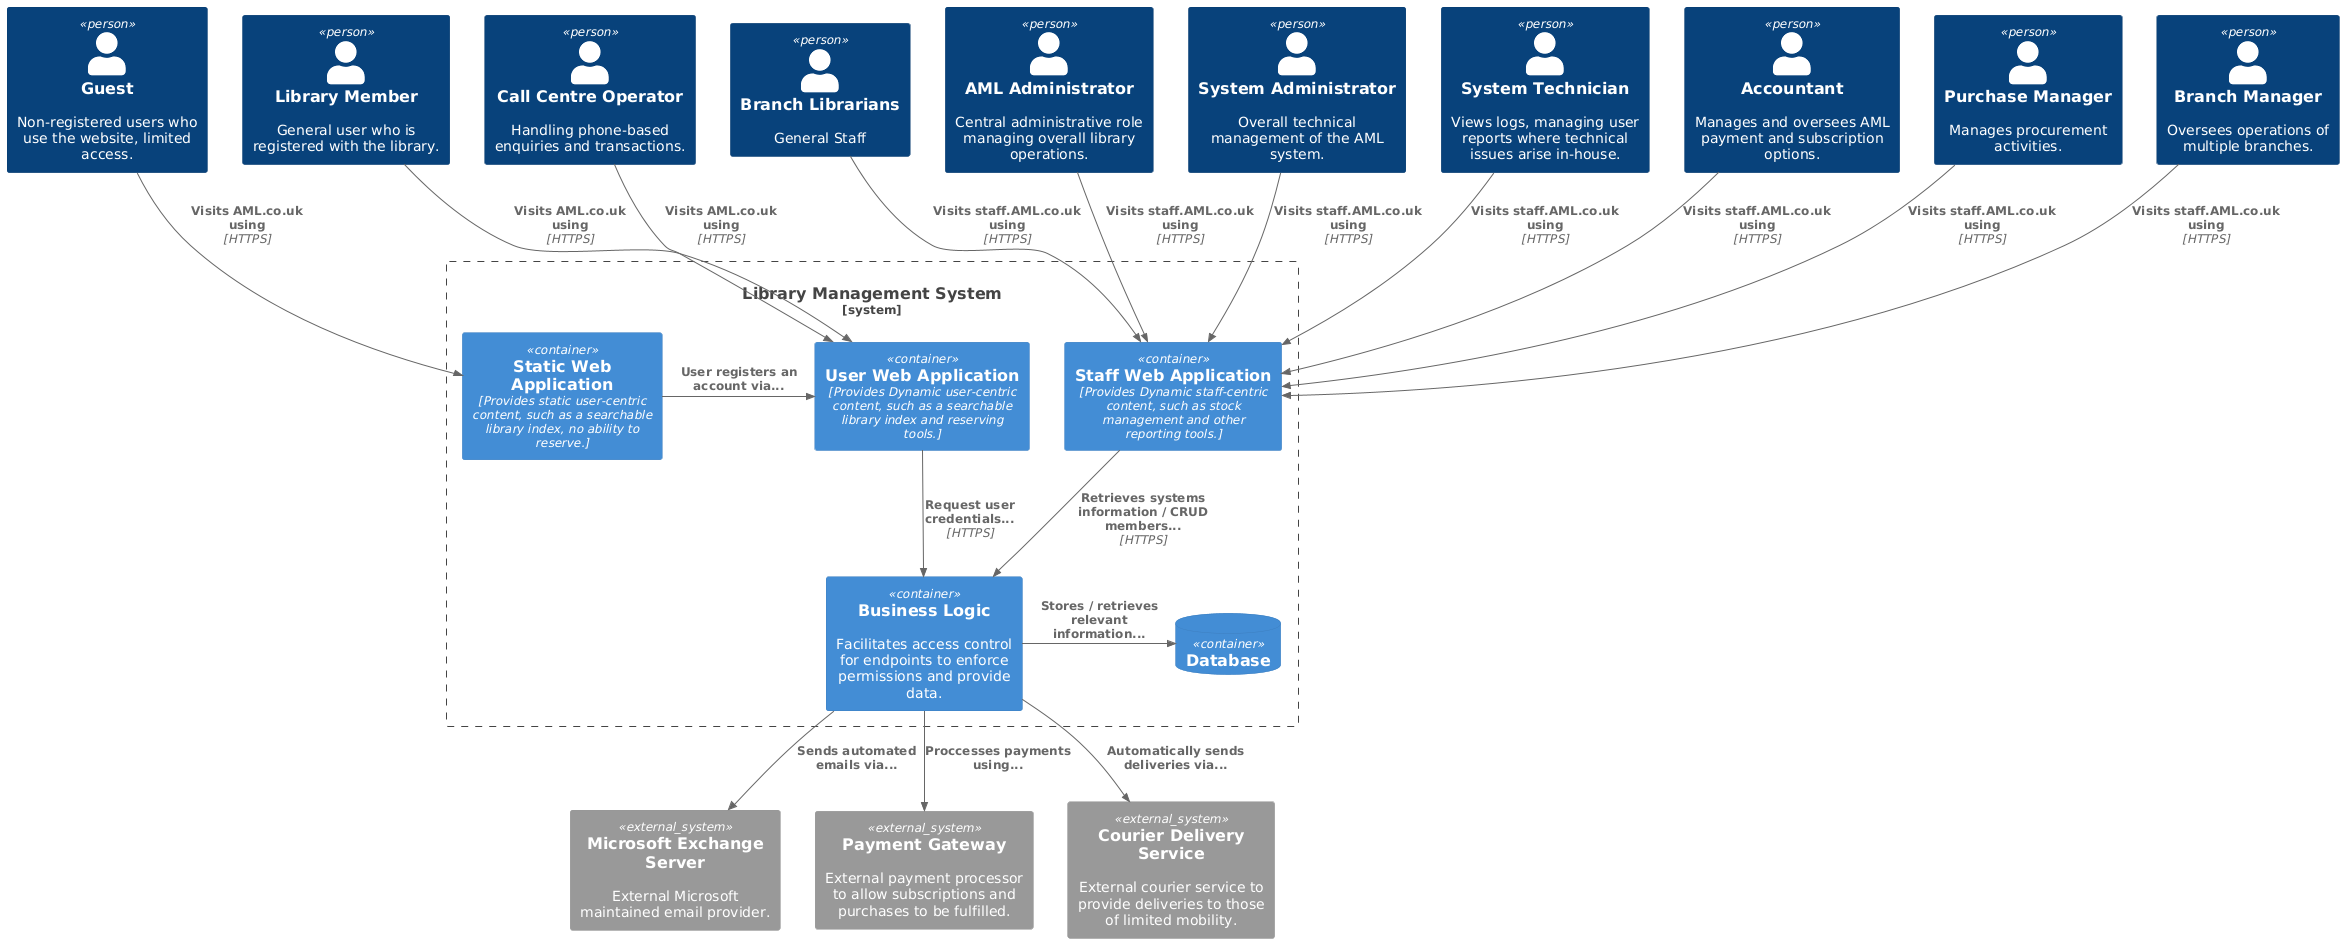 «person»
Guest
Non-registered users who
use the website, limited
access.
«person»
Library Member
General user who is
registered with the library.
«person»
Call Centre Operator
Handling phone-based
enquiries and transactions.
«person»
Branch Librarians
General Staff
«person»
AML Administrator
Central administrative role
managing overall library
operations.
«person»
System Administrator
Overall technical
management of the AML
system.
«person»
System Technician
Views logs, managing user
reports where technical
issues arise in-house.
«person»
Accountant
Manages and oversees AML
payment and subscription
options.
«person»
Purchase Manager
Manages procurement
activities.
«person»
Branch Manager
Oversees operations of
multiple branches.
Visits AML.co.uk
using
[HTTPS]
Visits AML.co.uk
using
[HTTPS]
Visits AML.co.uk
using
[HTTPS]
Visits staff.AML.co.uk
using
[HTTPS]
Visits staff.AML.co.uk
using
[HTTPS]
Visits staff.AML.co.uk
using
[HTTPS]
Visits staff.AML.co.uk
using
[HTTPS]
Visits staff.AML.co.uk
using
[HTTPS]
Visits staff.AML.co.uk
using
[HTTPS]
Visits staff.AML.co.uk
using
[HTTPS]
Library Management System
[system]
«container»
Static Web
Application
[Provides static user-centric
content, such as a searchable
library index, no ability to
reserve.]
User registers an
account via...
«container»
User Web Application
[Provides Dynamic user-centric
content, such as a searchable
library index and reserving
tools.]
«container»
Staff Web Application
[Provides Dynamic staff-centric
content, such as stock
management and other
reporting tools.]
Request user
credentials...
[HTTPS]
Retrieves systems
information / CRUD
members...
[HTTPS]
«container»
Business Logic
Facilitates access control
for endpoints to enforce
permissions and provide
data.
Stores / retrieves
relevant
information...
«container»
Database
Sends automated
emails via...
Proccesses payments
using...
Automatically sends
deliveries via...
«external_system»
Microsoft Exchange
Server
External Microsoft
maintained email provider.
«external_system»
Payment Gateway
External payment processor
to allow subscriptions and
purchases to be fulfilled.
«external_system»
Courier Delivery
Service
External courier service to
provide deliveries to those
of limited mobility.